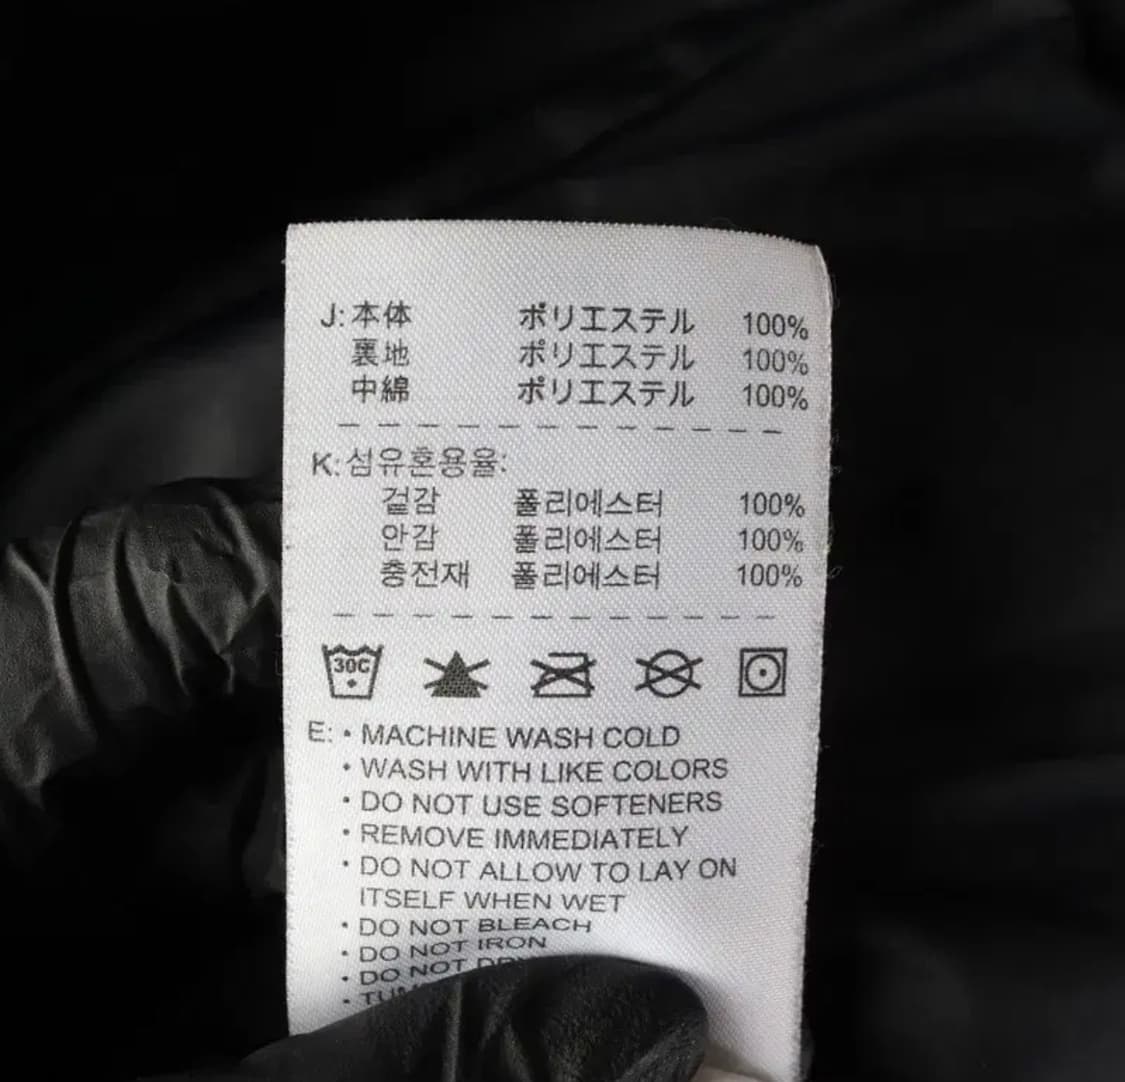 J: 本体 ポリエステル 100%
裏地 ポリエステル 100%
中綿 ポリエステル 100%
K: 섬유혼용율:
겉감 폴리에스터 100%
안감 폴리에스터 100%
충전재 폴리에스터 100%
30C
E: • MACHINE WASH COLD
• WASH WITH LIKE COLORS
• DO NOT USE SOFTENERS
• REMOVE IMMEDIATELY
• DO NOT ALLOW TO LAY ON
ITSELF WHEN WET
• DO NOT BLEACH
• DO NOT IRON
• DO NOT